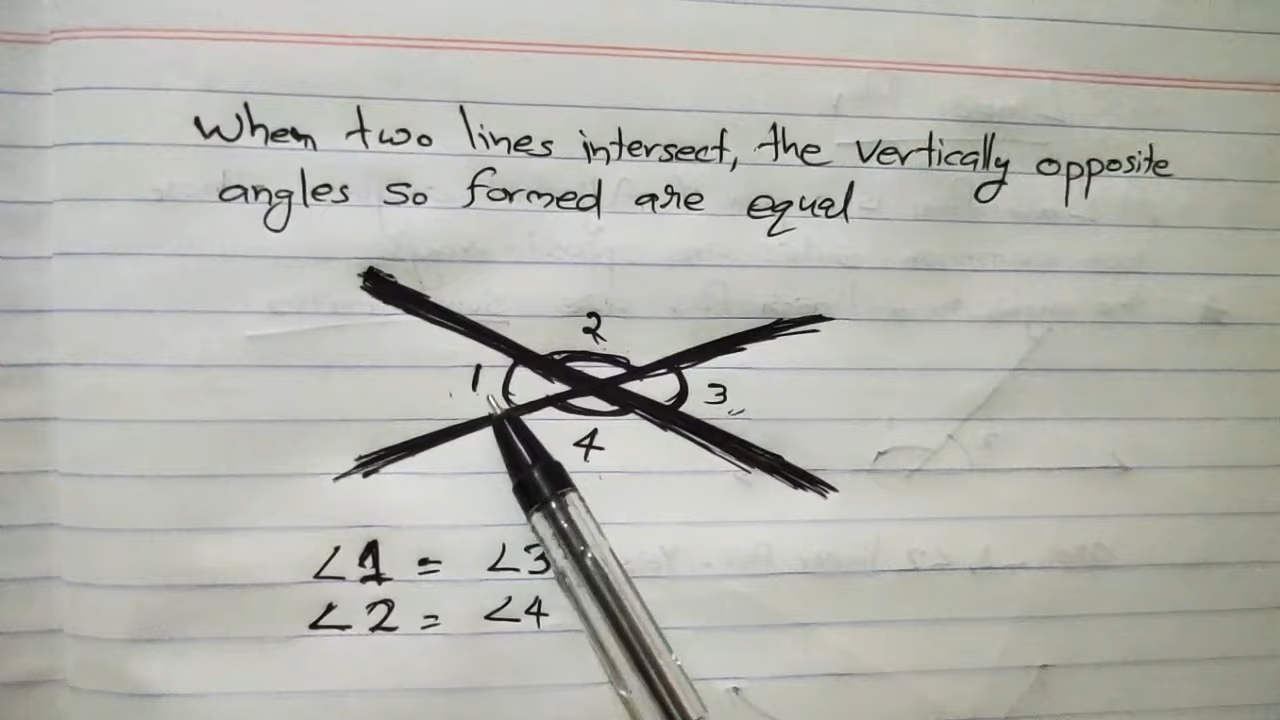 When two lines intersect, the vertically opposite
angles so formed are equal
2
1
3
4
∠1 = ∠3
∠2 = ∠4